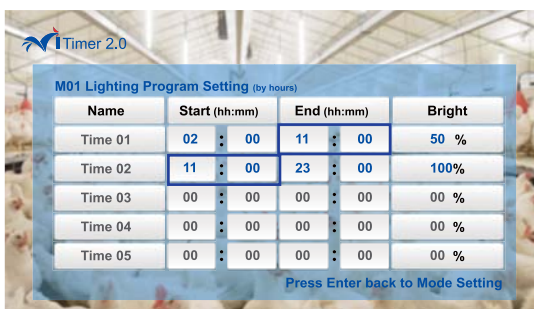 iTimer 2.0
M01 Lighting Program Setting (by hours)
Name Start (hh:mm) End (hh:mm) Bright
Time 01 02 : 00 11 : 00 50 %
Time 02 11 : 00 23 : 00 100%
Time 03 00 : 00 00 : 00 00 %
Time 04 00 : 00 00 : 00 00 %
Time 05 00 : 00 00 : 00 00 %
Press Enter back to Mode Setting